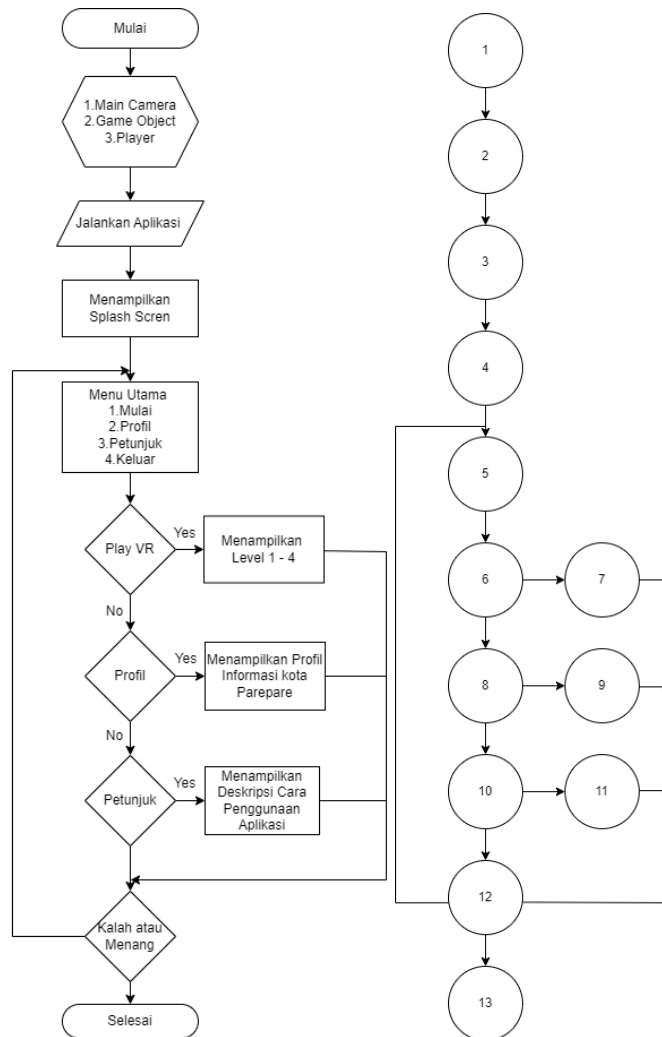 Mulai
1.Main Camera
2.Game Object
3.Player
Jalankan Aplikasi
Menampilkan
Splash Scren
Menu Utama
1.Mulai
2.Profil
3.Petunjuk
4.Keluar
Play VR
Yes
Menampilkan
Level 1 - 4
No
Profil
Yes
Menampilkan Profil
Informasi kota
Parepare
No
Petunjuk
Yes
Menampilkan
Deskripsi Cara
Penggunaan
Aplikasi
Kalah atau
Menang
Selesai
1
2
3
4
5
6
7
8
9
10
11
12
13